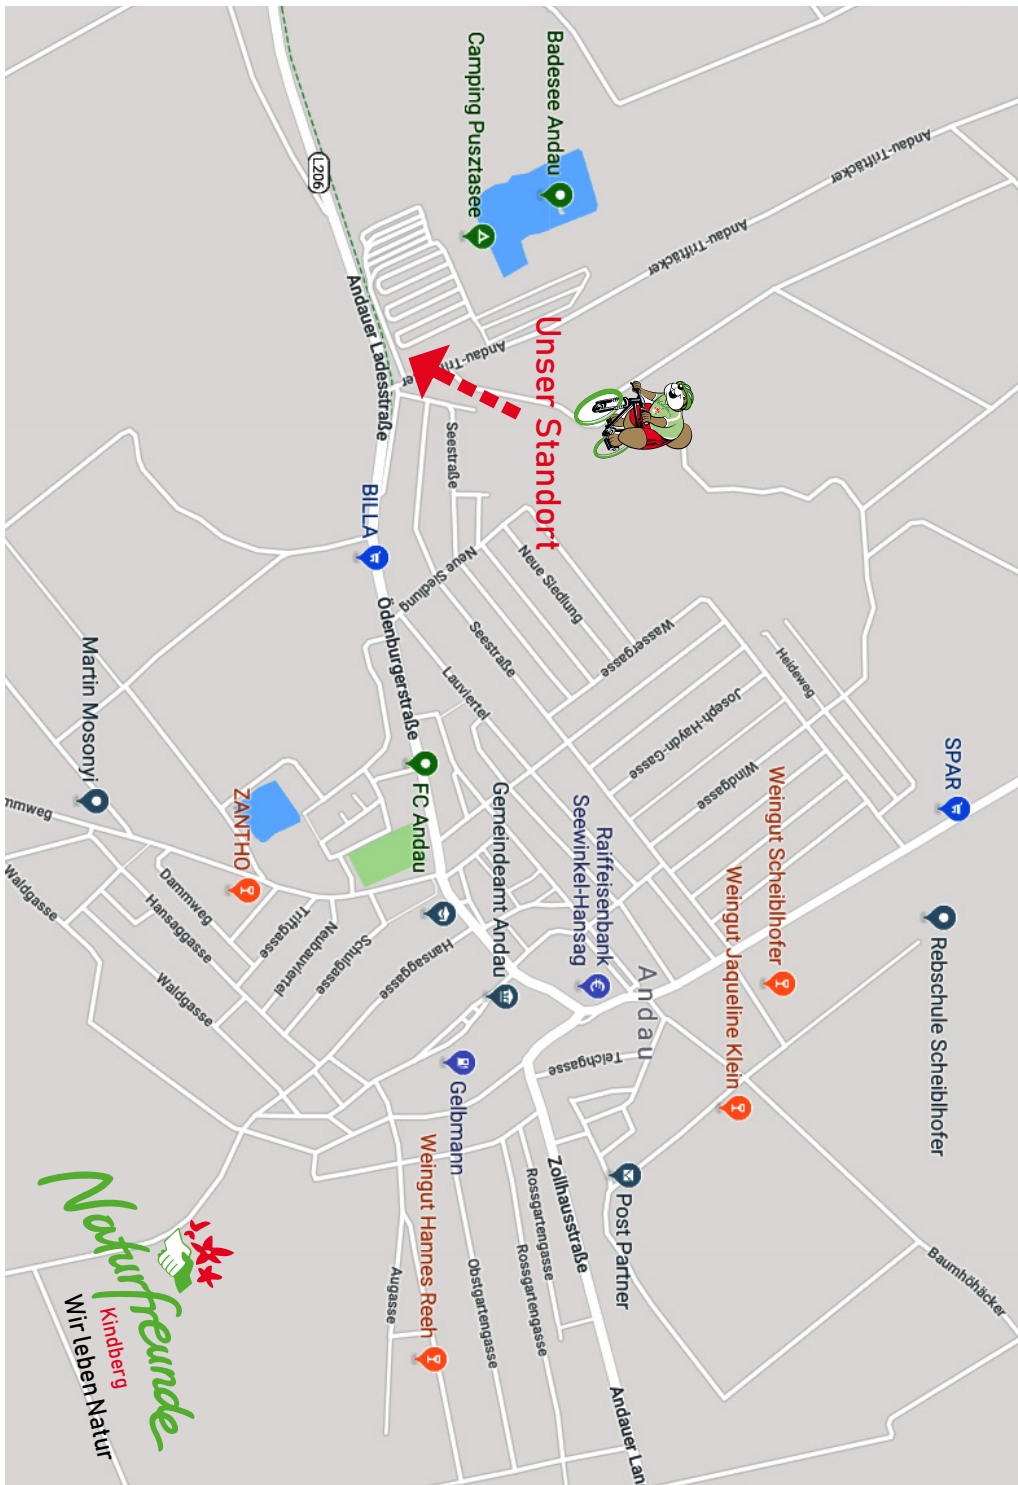 Badesee Andau
Camping Pusztasee
Andau-Triftäcker
Andau-Triftäcker
L206
Andauer Ladesstraße
Unser Standort
Seestraße
BILLA
Neue Siedlung
Neue Siedlung
Seestraße
Wassergasse
Heideweg
Ödenburgerstraße
Lauviertel
Joseph-Haydn-Gasse
Windgasse
SPAR
Martin Mosonyi
ZANTHO
FC Andau
Gemeindeamt Andau
Raiffeisenbank
Seewinkel-Hansag
Weingut Scheiblhofer
Weingut Jaqueline Klein
Rebschule Scheiblhofer
Waldgasse
Dammweg
Hansaggasse
Triftgasse
Neubauviertel
Schulgasse
Hansaggasse
Waldgasse
Andau
Teichgasse
Gelbmann
Weingut Hannes Reeh
Zollhausstraße
Post Partner
Rossgartengasse
Rossgartengasse
Obstgartengasse
Augasse
Baumhöhäcker
Andauer Lan
Naturfreunde
Kindberg
Wir leben Natur